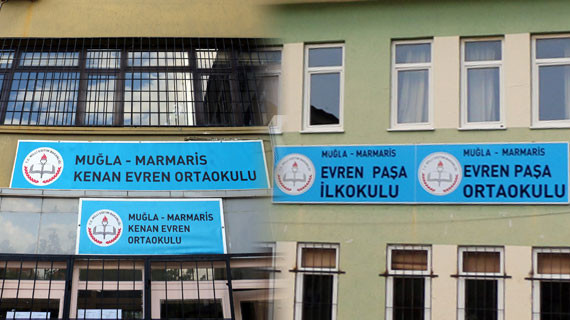 MUĞLA - MARMARİS
KENAN EVREN ORTAOKULU
MUĞLA - MARMARİS
KENAN EVREN
ORTAOKULU
MUĞLA - MARMARİS
EVREN PAŞA
İLKOKULU
MUĞLA - MARMARİS
EVREN PAŞA
ORTAOKULU